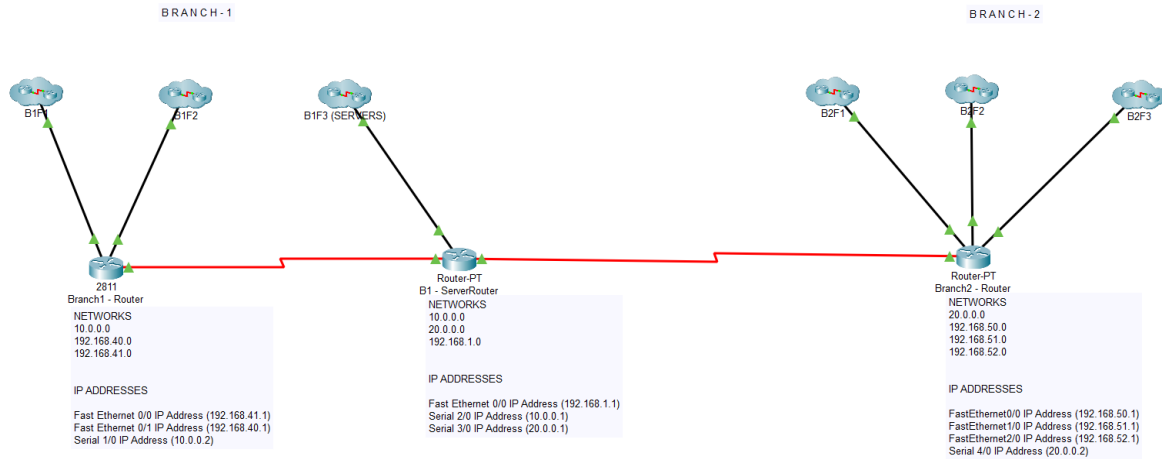 BRANCH-1
BRANCH-2
B1F1
B1F2
B1F3 (SERVERS)
B2F1
B2F2
B2F3
2811
Branch1 - Router
NETWORKS
10.0.0.0
192.168.40.0
192.168.41.0
IP ADDRESSES
Fast Ethernet 0/0 IP Address (192.168.41.1)
Fast Ethernet 0/1 IP Address (192.168.40.1)
Serial 1/0 IP Address (10.0.0.2)
Router-PT
B1 - ServerRouter
NETWORKS
10.0.0.0
20.0.0.0
192.168.1.0
IP ADDRESSES
Fast Ethernet 0/0 IP Address (192.168.1.1)
Serial 2/0 IP Address (10.0.0.1)
Serial 3/0 IP Address (20.0.0.1)
Router-PT
Branch2 - Router
NETWORKS
20.0.0.0
192.168.50.0
192.168.51.0
192.168.52.0
IP ADDRESSES
FastEthernet0/0 IP Address (192.168.50.1)
FastEthernet1/0 IP Address (192.168.51.1)
FastEthernet2/0 IP Address (192.168.52.1)
Serial 4/0 IP Address (20.0.0.2)